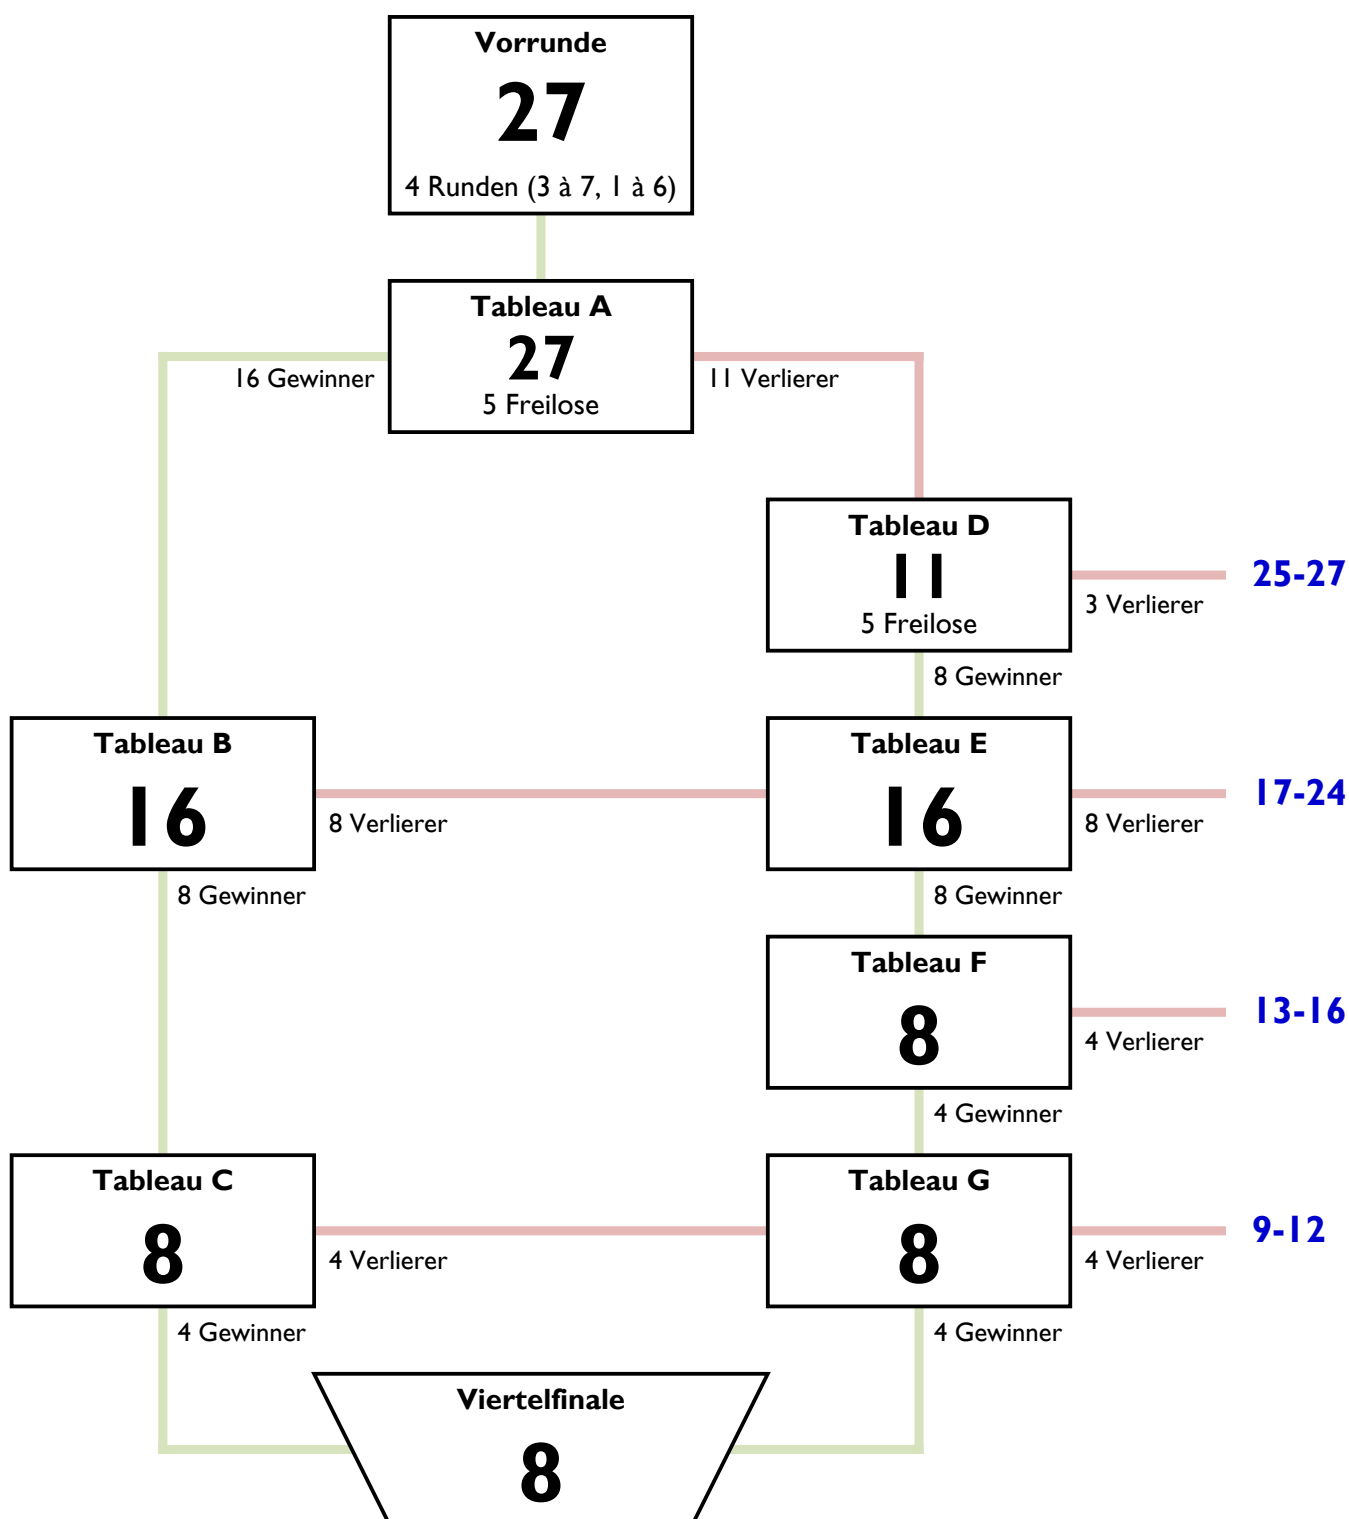 Vorrunde
27
4 Runden (3 à 7, 1 à 6)
Tableau A
27
5 Freilose
16 Gewinner
11 Verlierer
Tableau D
11
5 Freilose
3 Verlierer
25-27
8 Gewinner
Tableau B
16
8 Verlierer
8 Gewinner
Tableau E
16
8 Verlierer
17-24
8 Gewinner
Tableau F
8
4 Verlierer
13-16
4 Gewinner
Tableau C
8
4 Verlierer
4 Gewinner
Tableau G
8
4 Verlierer
9-12
4 Gewinner
Viertelfinale
8